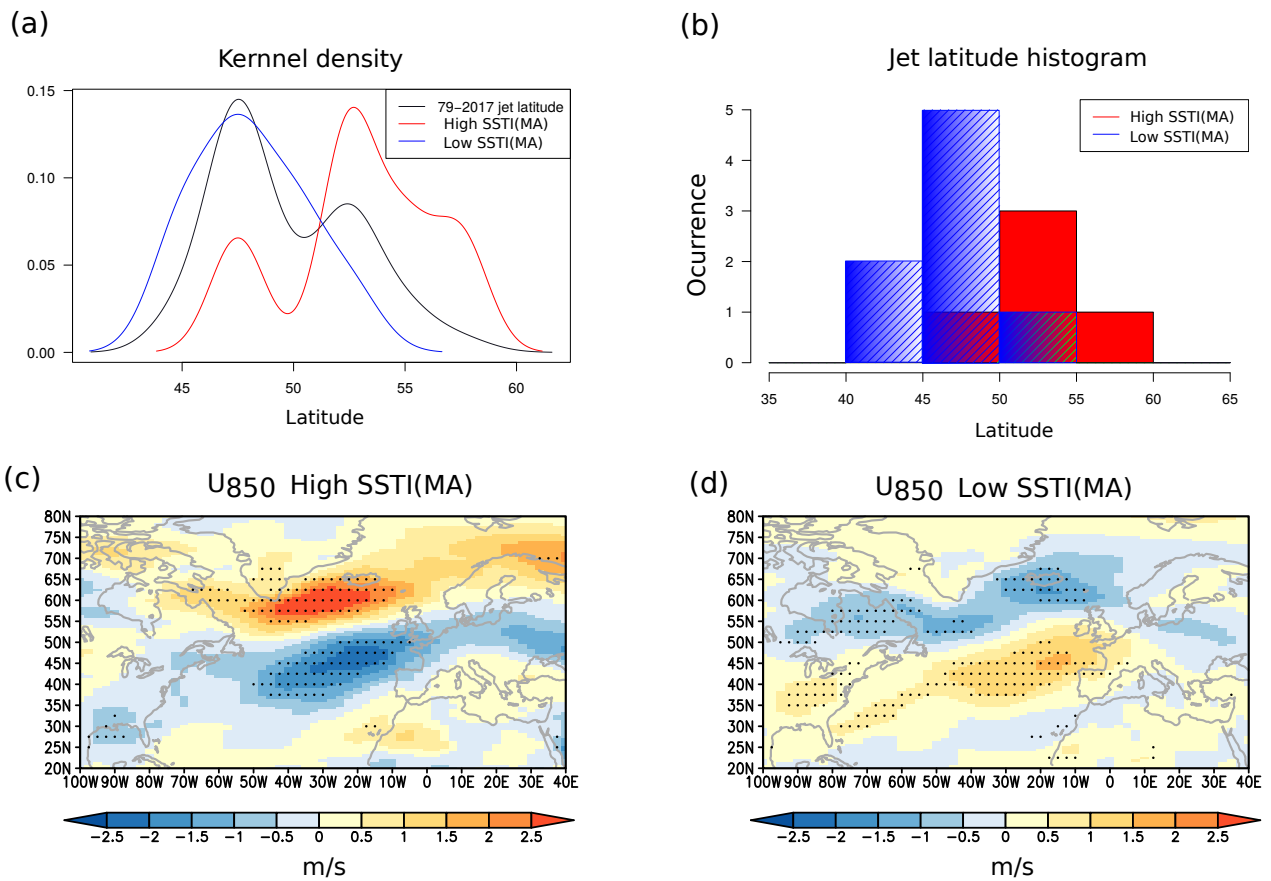 (a)
Kernnel density
0.15
0.10
0.05
0.00
79-2017 jet latitude
High SSTI(MA)
Low SSTI(MA)
45 50 55 60
Latitude
(b)
Jet latitude histogram
Ocurrence
5
4
3
2
1
0
High SSTI(MA)
Low SSTI(MA)
35 40 45 50 55 60 65
Latitude
(c)
U850 High SSTI(MA)
80N
75N
70N
65N
60N
55N
50N
45N
40N
35N
30N
25N
20N
100W 90W 80W 70W 60W 50W 40W 30W 20W 10W 0 10E 20E 30E 40E
-2.5 -2 -1.5 -1 -0.5 0 0.5 1 1.5 2 2.5
m/s
(d)
U850 Low SSTI(MA)
80N
75N
70N
65N
60N
55N
50N
45N
40N
35N
30N
25N
20N
100W 90W 80W 70W 60W 50W 40W 30W 20W 10W 0 10E 20E 30E 40E
-2.5 -2 -1.5 -1 -0.5 0 0.5 1 1.5 2 2.5
m/s